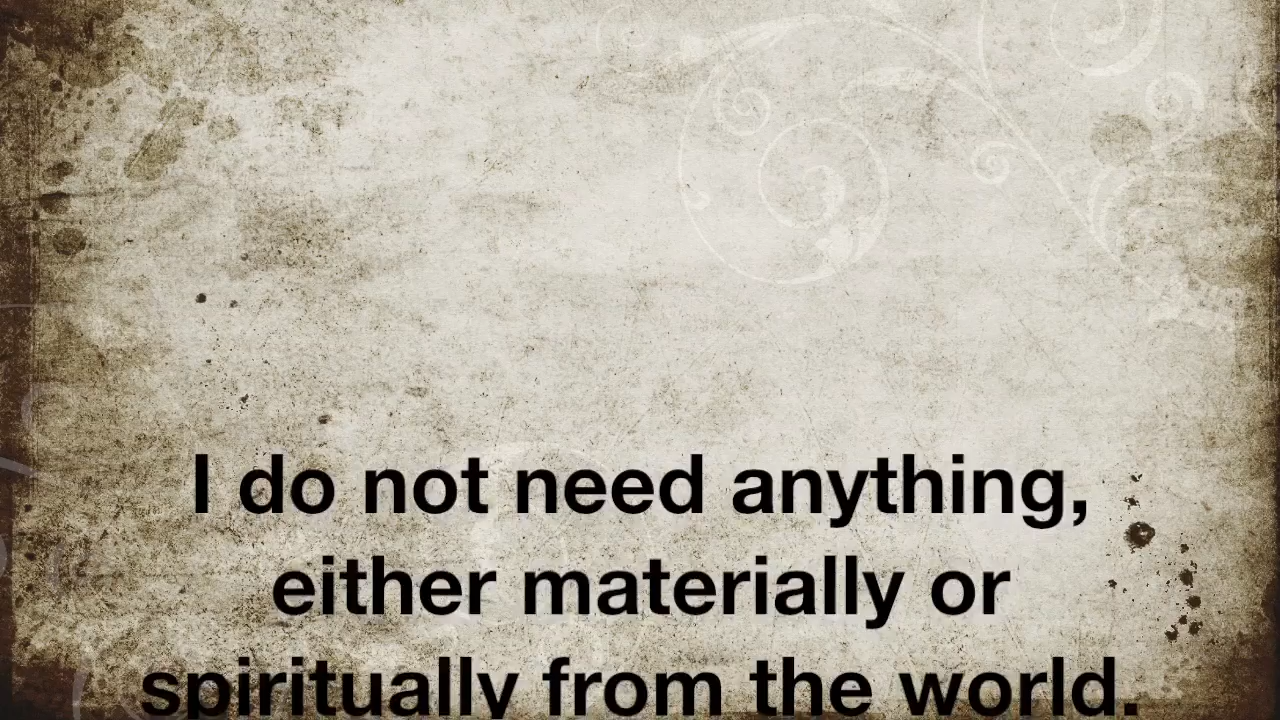 I do not need anything,
either materially or
spiritually from the world.